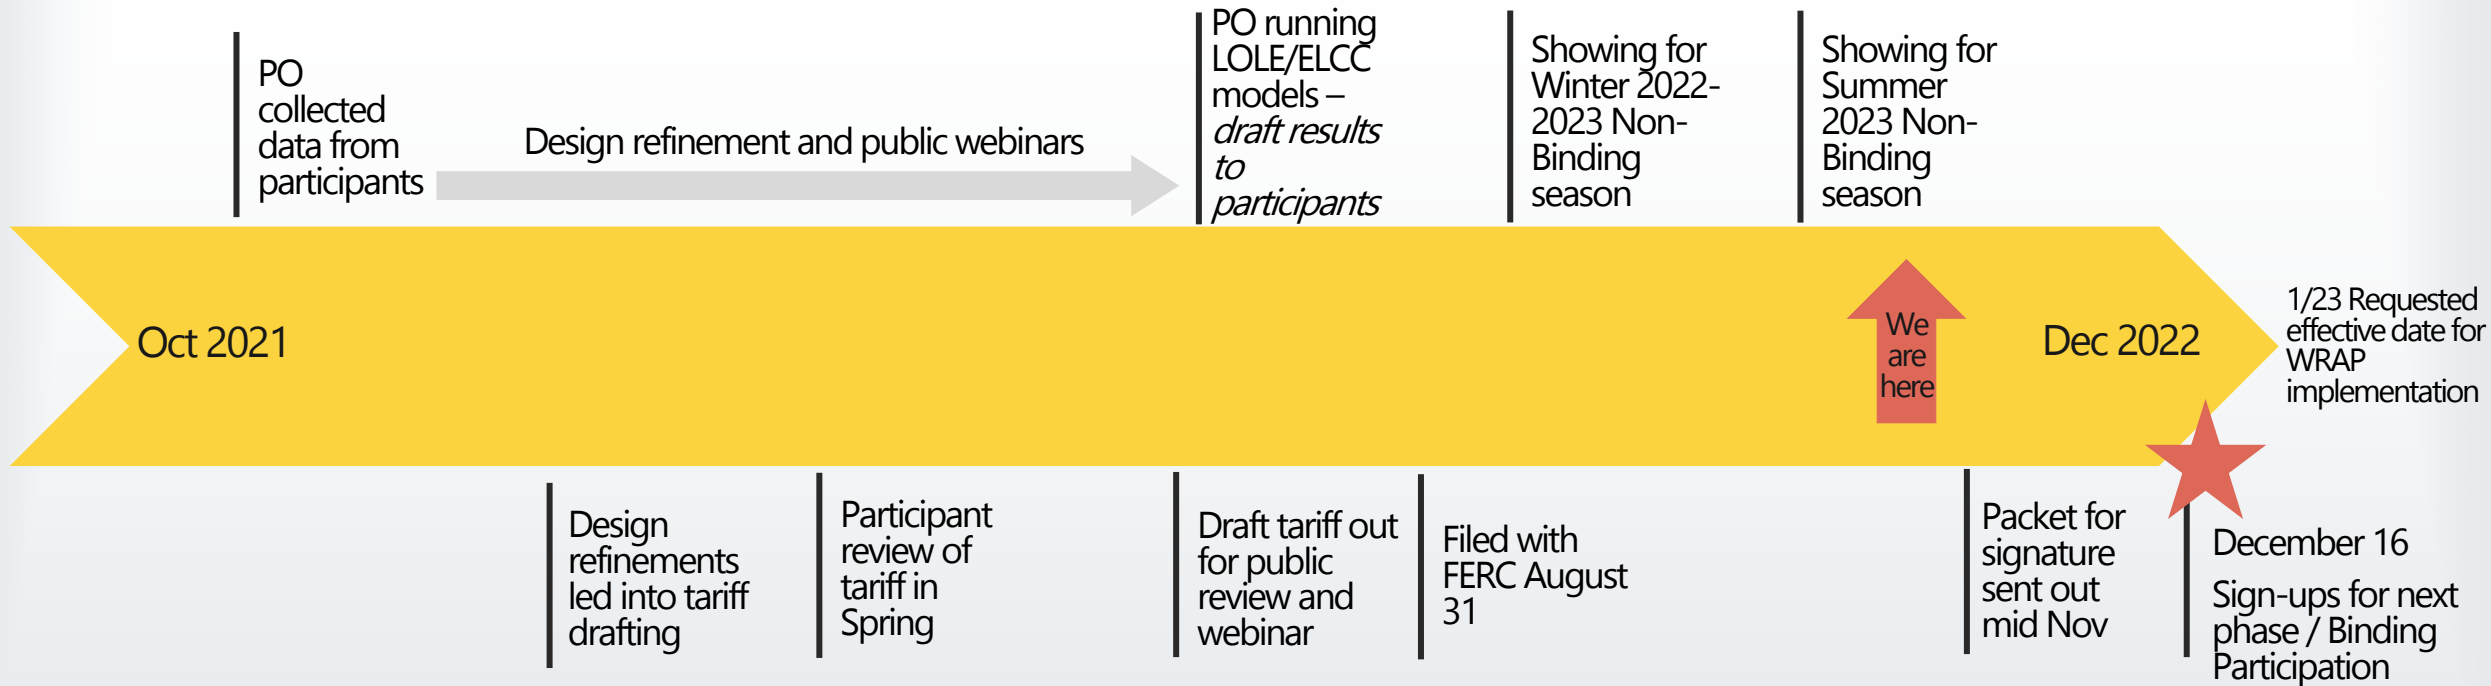 PO
collected
data from
participants
Design refinement and public webinars
PO running
LOLE/ELCC
models –
draft results
to
participants
Showing for
Winter 2022-
2023 Non-
Binding
season
Showing for
Summer
2023 Non-
Binding
season
Oct 2021
We
are
here
Dec 2022
1/23 Requested
effective date for
WRAP
implementation
Design
refinements
led into tariff
drafting
Participant
review of
tariff in
Spring
Draft tariff out
for public
review and
webinar
Filed with
FERC August
31
Packet for
signature
sent out
mid Nov
December 16
Sign-ups for next
phase / Binding
Participation